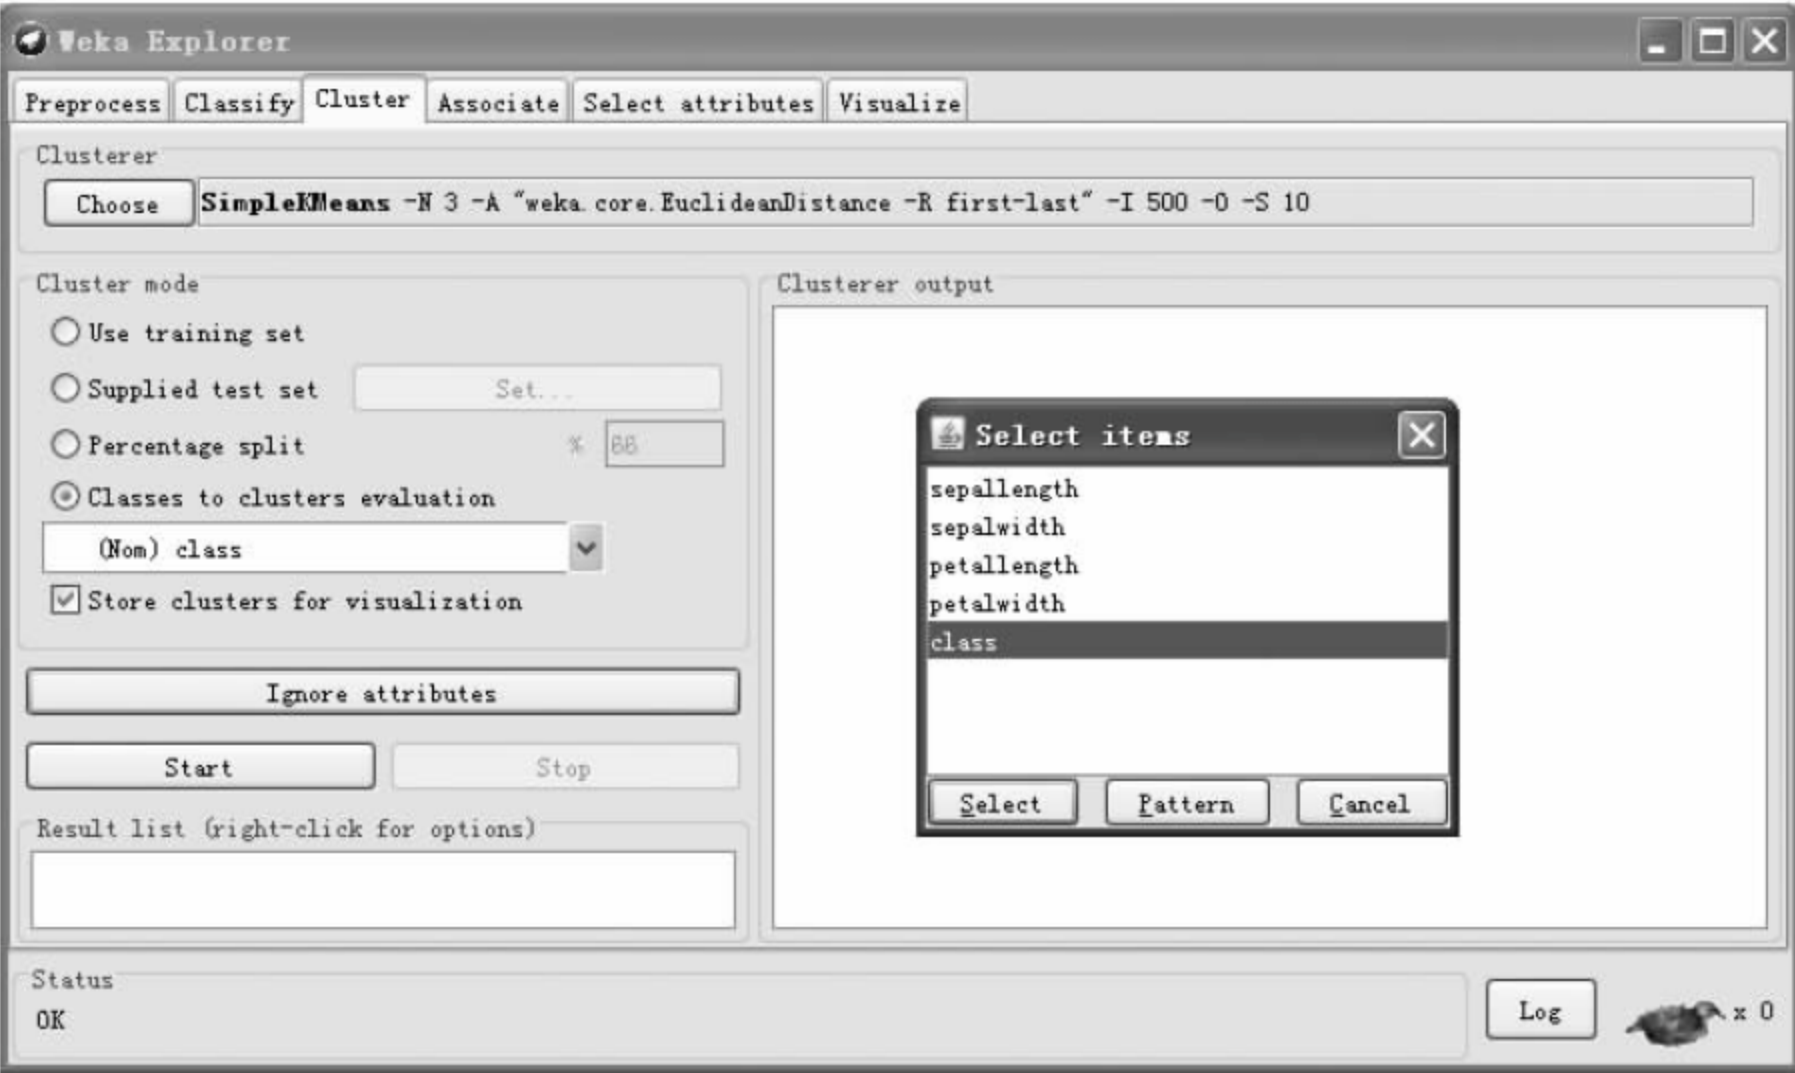 Weka Explorer
Preprocess Classify Cluster Associate Select attributes Visualize
Clusterer
Choose SimpleKMeans -N 3 -A "weka.core.EuclideanDistance -R first-last" -I 500 -O -S 10
Cluster mode
Use training set
Supplied test set Set...
Percentage split % 66
Classes to clusters evaluation
(Nom) class
Store clusters for visualization
Ignore attributes
Start Stop
Result list (right-click for options)
Clusterer output
Select items
sepallength
sepalwidth
petallength
petalwidth
class
Select Pattern Cancel
Status
OK
Log x 0